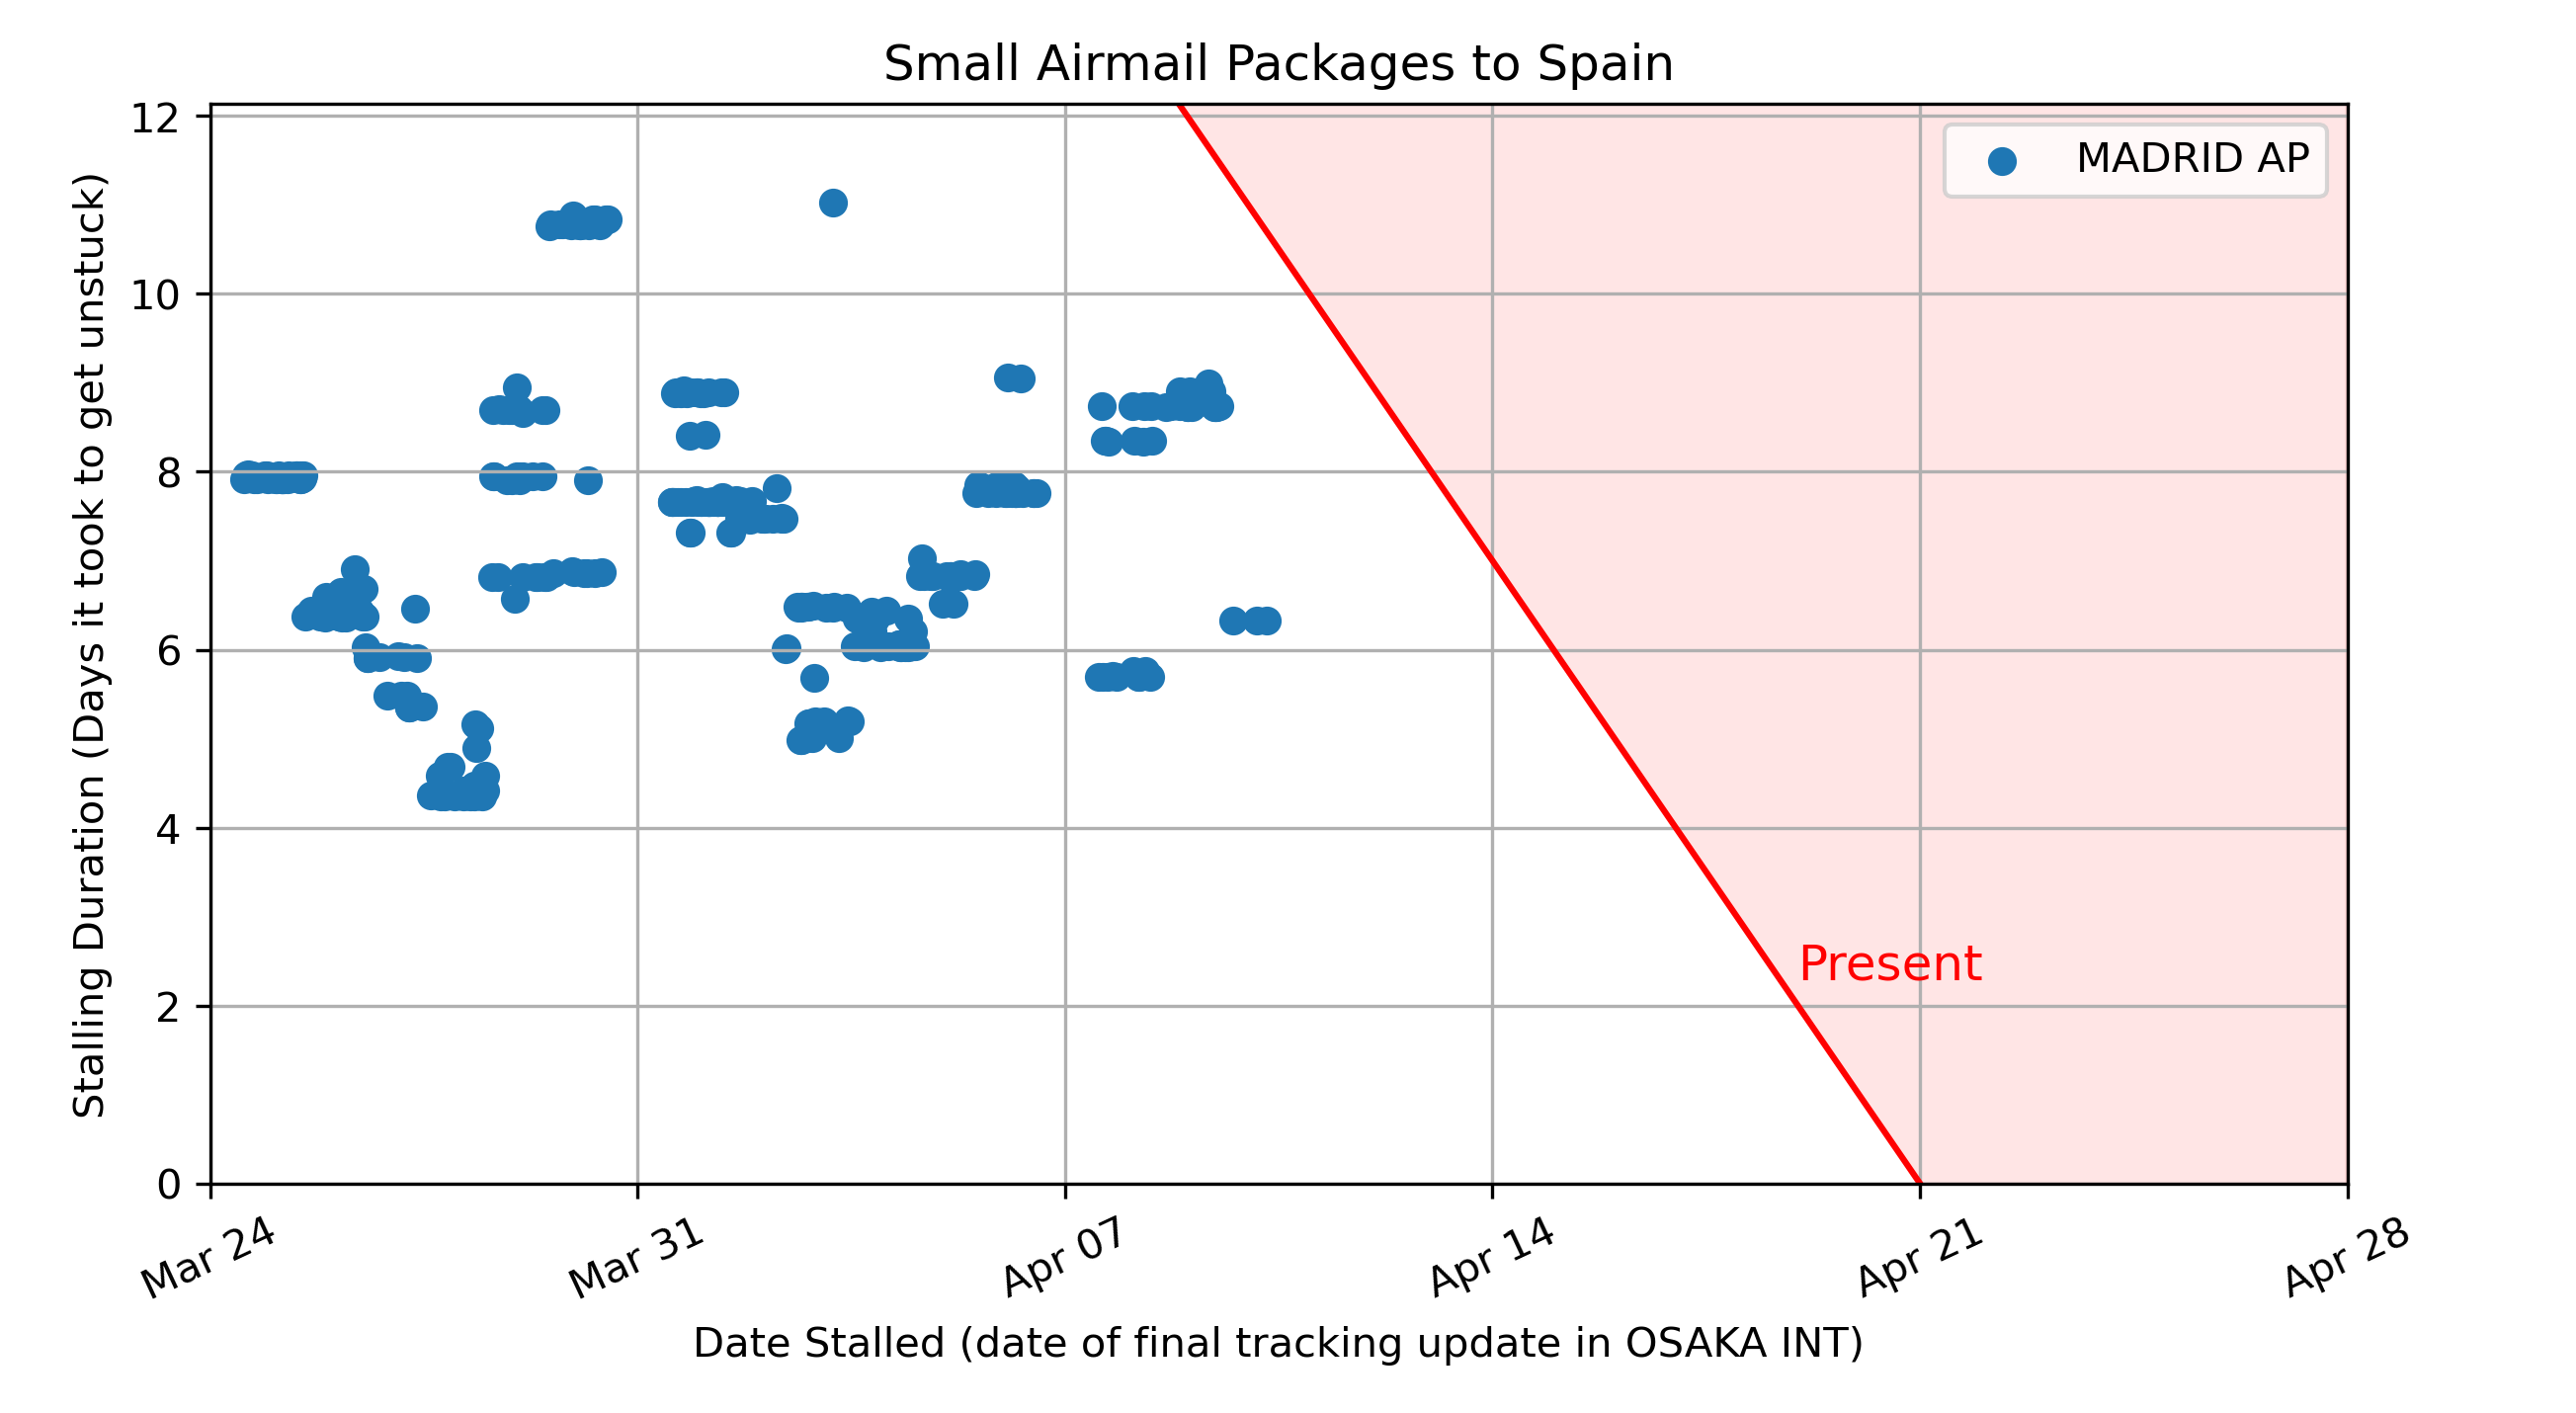 Small Airmail Packages to Spain
Stalling Duration (Days it took to get unstuck)
12
10
8
6
4
2
0
MADRID AP
Present
Mar 24
Mar 31
Apr 07
Apr 14
Apr 21
Apr 28
Date Stalled (date of final tracking update in OSAKA INT)